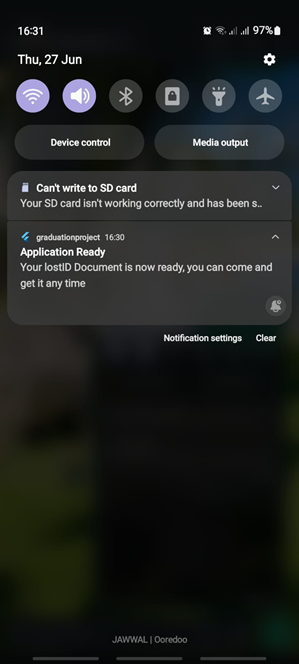 16:31
97%
Thu, 27 Jun
Device control
Media output
Can't write to SD card
Your SD card isn't working correctly and has been s..
graduationproject 16:30
Application Ready
Your lostID Document is now ready, you can come and
get it any time
Notification settings Clear
JAWWAL | Ooredoo